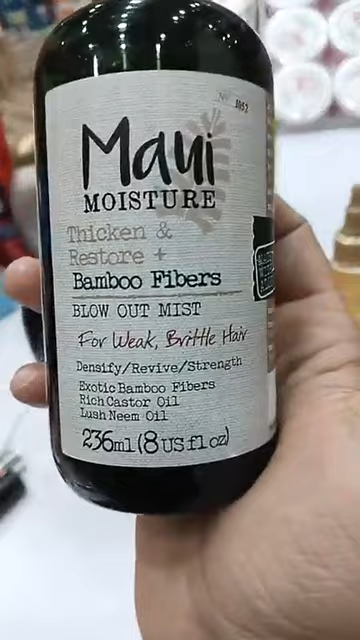 Maui
MOISTURE
Thicken &
Restore +
Bamboo Fibers
BLOW OUT MIST
For Weak, Brittle Hair
Densify/Revive/Strength
Exotic Bamboo Fibers
Rich Castor Oil
Lush Neem Oil
236ml (8 US fl oz)